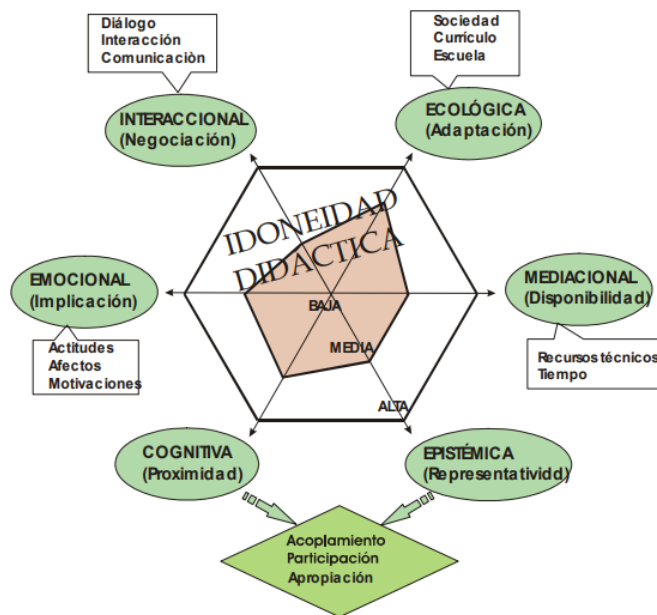 Diálogo
Interacción
Comunicaciòn
Sociedad
Currículo
Escuela
INTERACCIONAL
(Negociación)
ECOLÓGICA
(Adaptación)
IDONEIDAD
DIDACTICA
EMOCIONAL
(Implicación)
MEDIACIONAL
(Disponibilidad)
BAJA
MEDIA
ALTA
Actitudes
Afectos
Motivaciones
Recursos técnicos
Tiempo
COGNITIVA
(Proximidad)
EPISTÉMICA
(Representatividd)
Acoplamiento
Participación
Apropiación